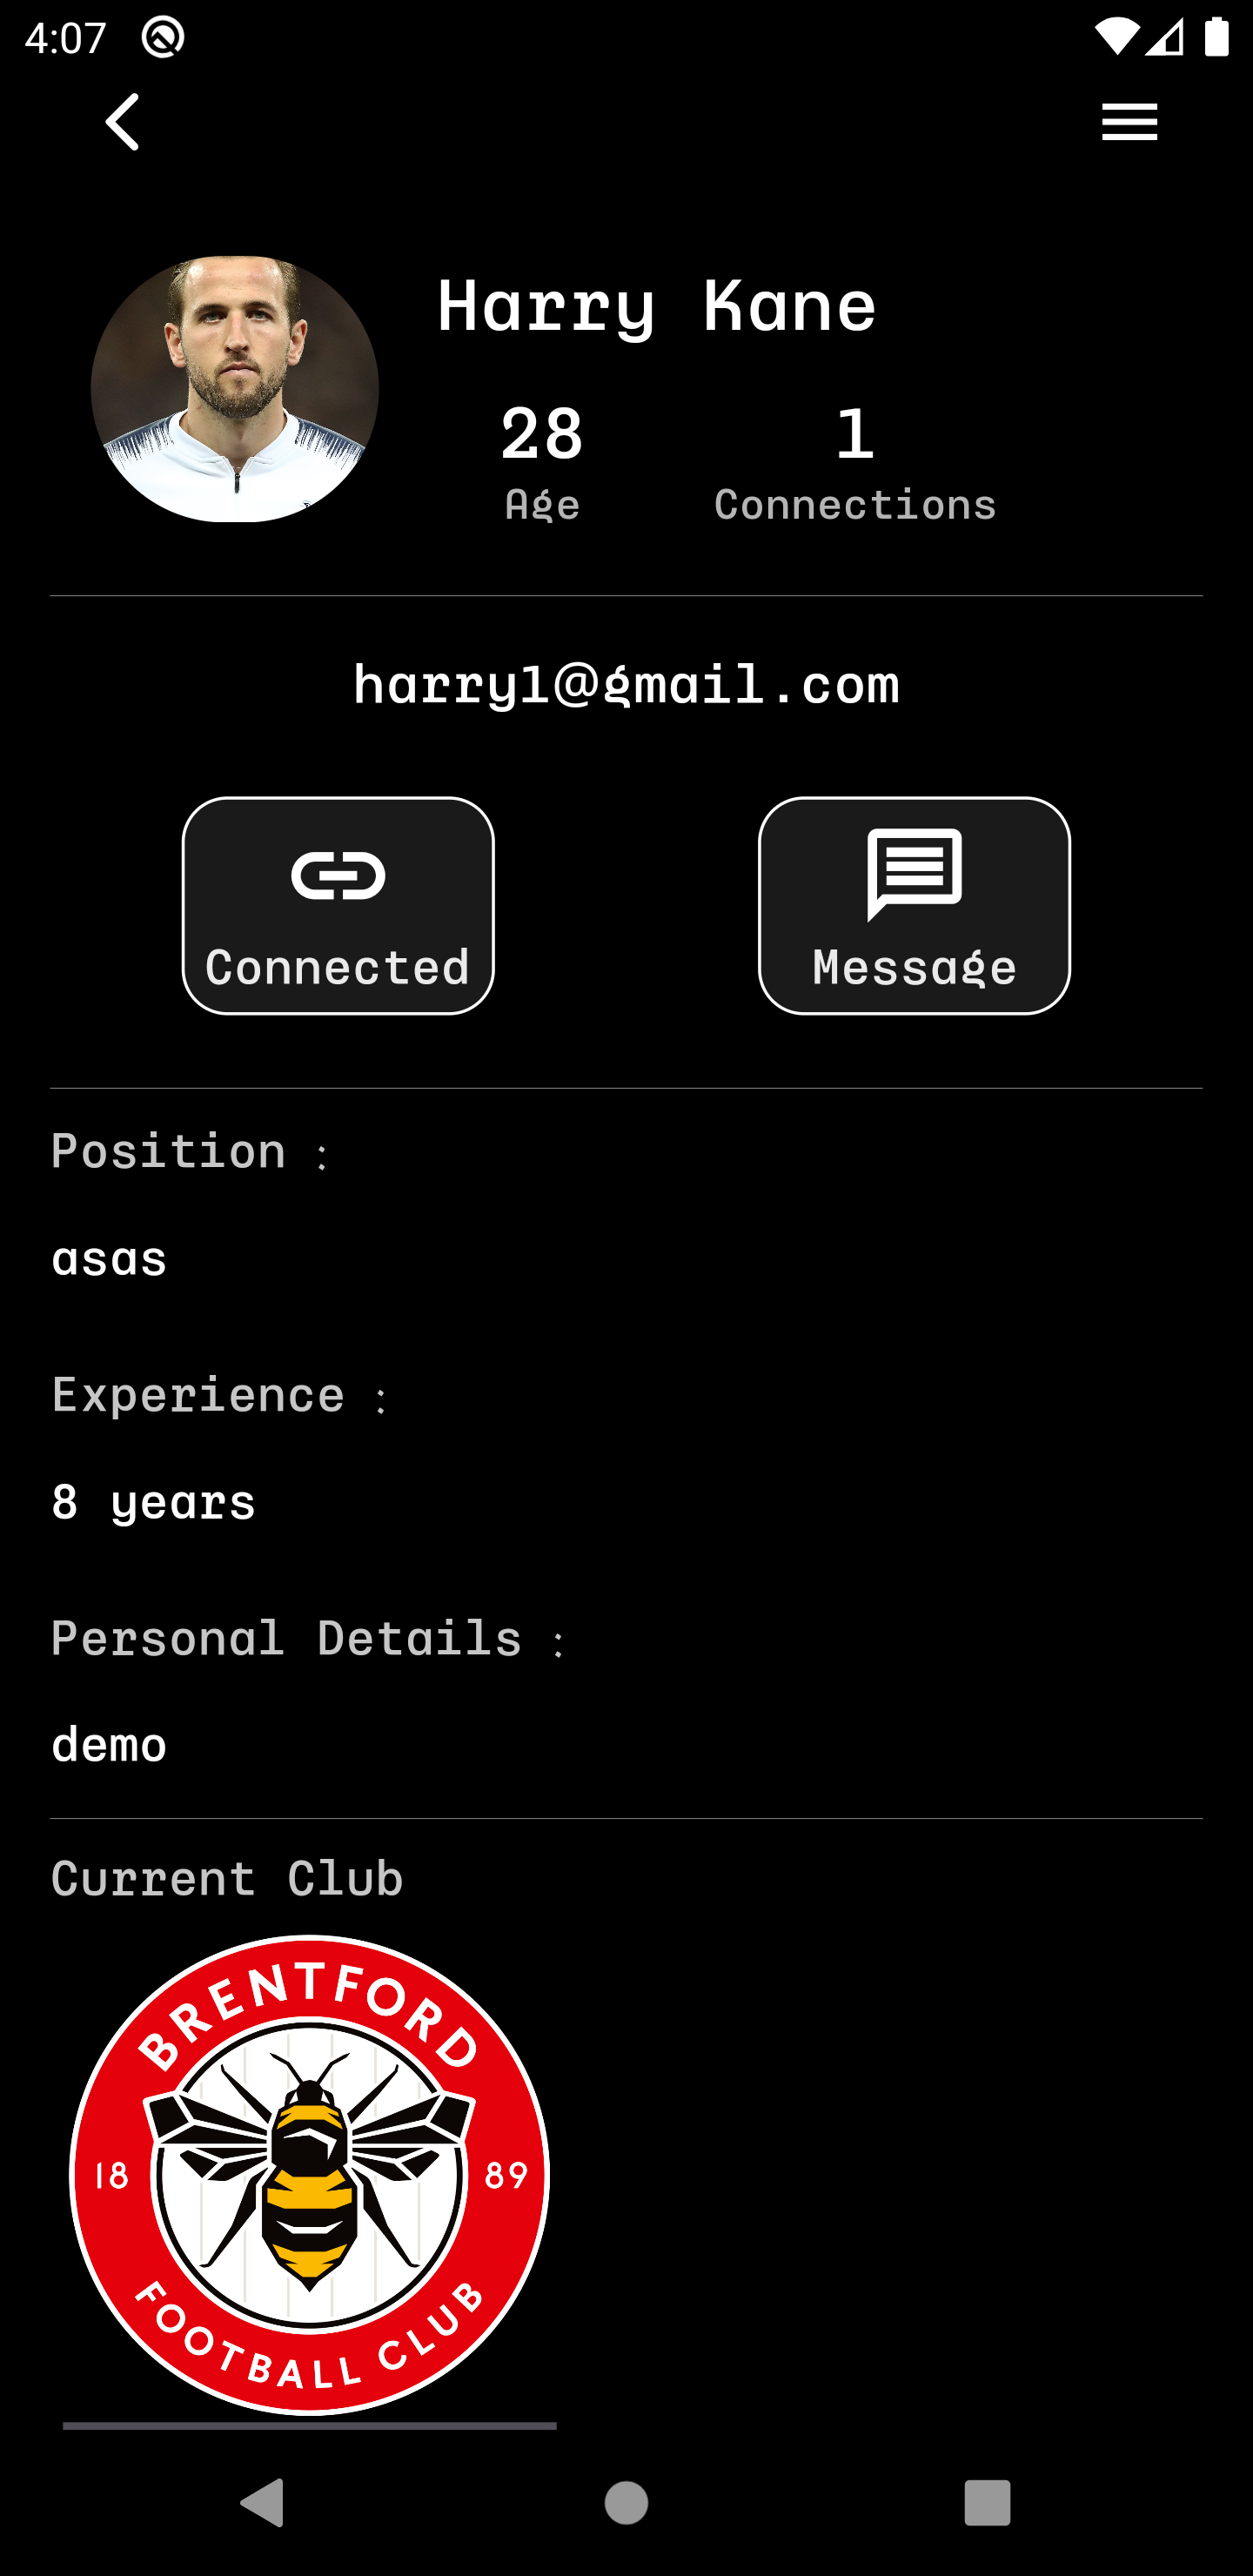 4:07
Harry Kane
28
1
Age
Connections
harry1@gmail.com
Connected
Message
Position :
asas
Experience :
8 years
Personal Details :
demo
Current Club
BRENTFORD
18
89
FOOTBALL CLUB